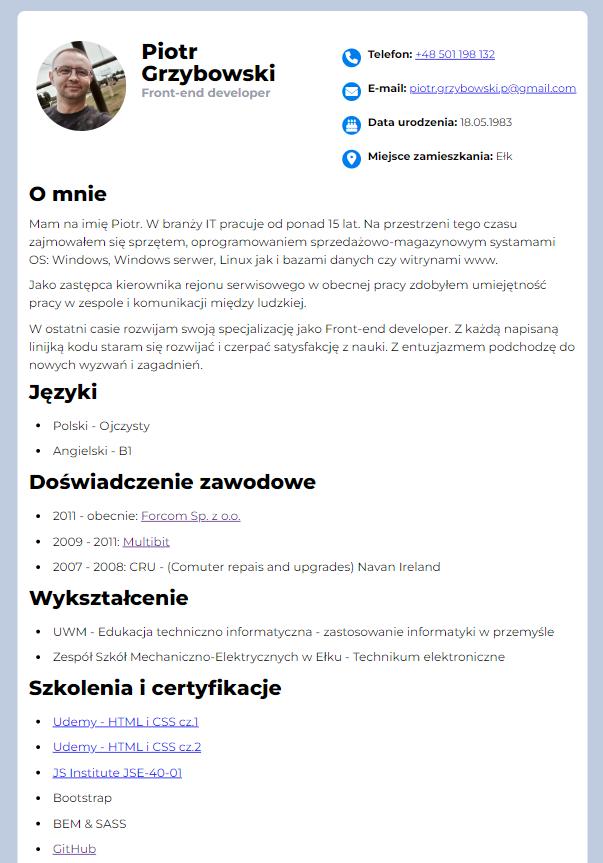 Piotr
Grzybowski
Front-end developer
Telefon: +48 501 198 132
E-mail: piotr.grzybowski.p@gmail.com
Data urodzenia: 18.05.1983
Miejsce zamieszkania: Ełk
O mnie
Mam na imię Piotr. W branży IT pracuje od ponad 15 lat. Na przestrzeni tego czasu
zajmowałem się sprzętem, oprogramowaniem sprzedażowo-magazynowym systamami
OS: Windows, Windows serwer, Linux jak i bazami danych czy witrynami www.
Jako zastępca kierownika rejonu serwisowego w obecnej pracy zdobyłem umiejętność
pracy w zespole i komunikacji między ludzkiej.
W ostatni casie rozwijam swoją specjalizację jako Front-end developer. Z każdą napisaną
linijką kodu staram się rozwijać i czerpać satysfakcję z nauki. Z entuzjazmem podchodzę do
nowych wyzwań i zagadnień.
Języki
Polski - Ojczysty
Angielski - B1
Doświadczenie zawodowe
2011 - obecnie: Forcom Sp. z o.o.
2009 - 2011: Multibit
2007 - 2008: CRU - (Comuter repais and upgrades) Navan Ireland
Wykształcenie
UWM - Edukacja techniczno informatyczna - zastosowanie informatyki w przemyśle
Zespół Szkół Mechaniczno-Elektrycznych w Ełku - Technikum elektroniczne
Szkolenia i certyfikacje
Udemy - HTML i CSS cz.1
Udemy - HTML i CSS cz.2
JS Institute JSE-40-01
Bootstrap
BEM & SASS
GitHub